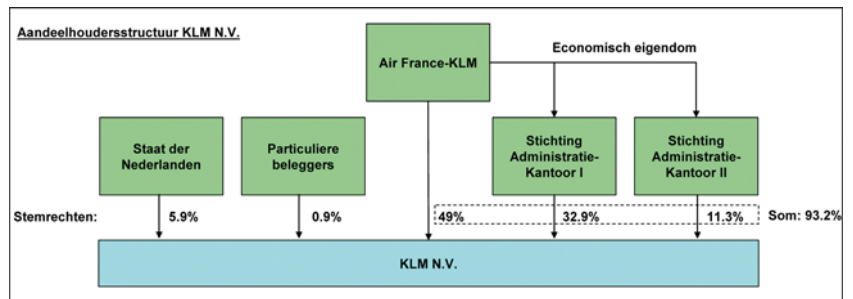 Aandeelhoudersstructuur KLM N.V.
Air France-KLM
Economisch eigendom
Staat der
Nederlanden
Particuliere
beleggers
Stichting
Administratie-
Kantoor I
Stichting
Administratie-
Kantoor II
Stemrechten:
5.9%
0.9%
49%
32.9%
11.3%
Som: 93.2%
KLM N.V.